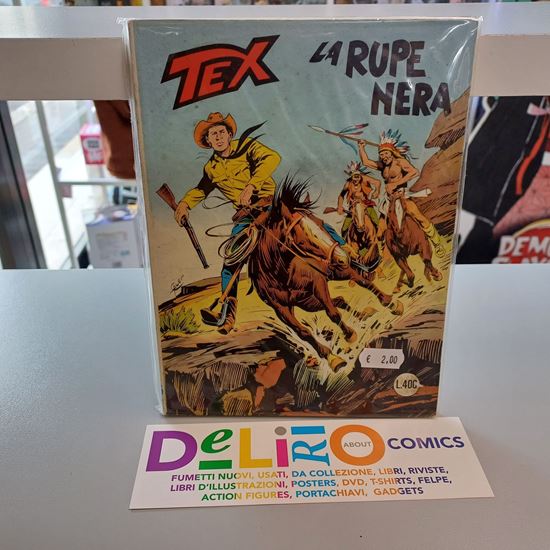 TEX
LA RUPE
NERA
€ 2,00
L.400
DELIRIO ABOUT COMICS
FUMETTI NUOVI, USATI, DA COLLEZIONE, LIBRI, RIVISTE,
LIBRI D'ILLUSTRAZIONI, POSTERS, DVD, T-SHIRTS, FELPE,
ACTION FIGURES, PORTACHIAVI, GADGETS